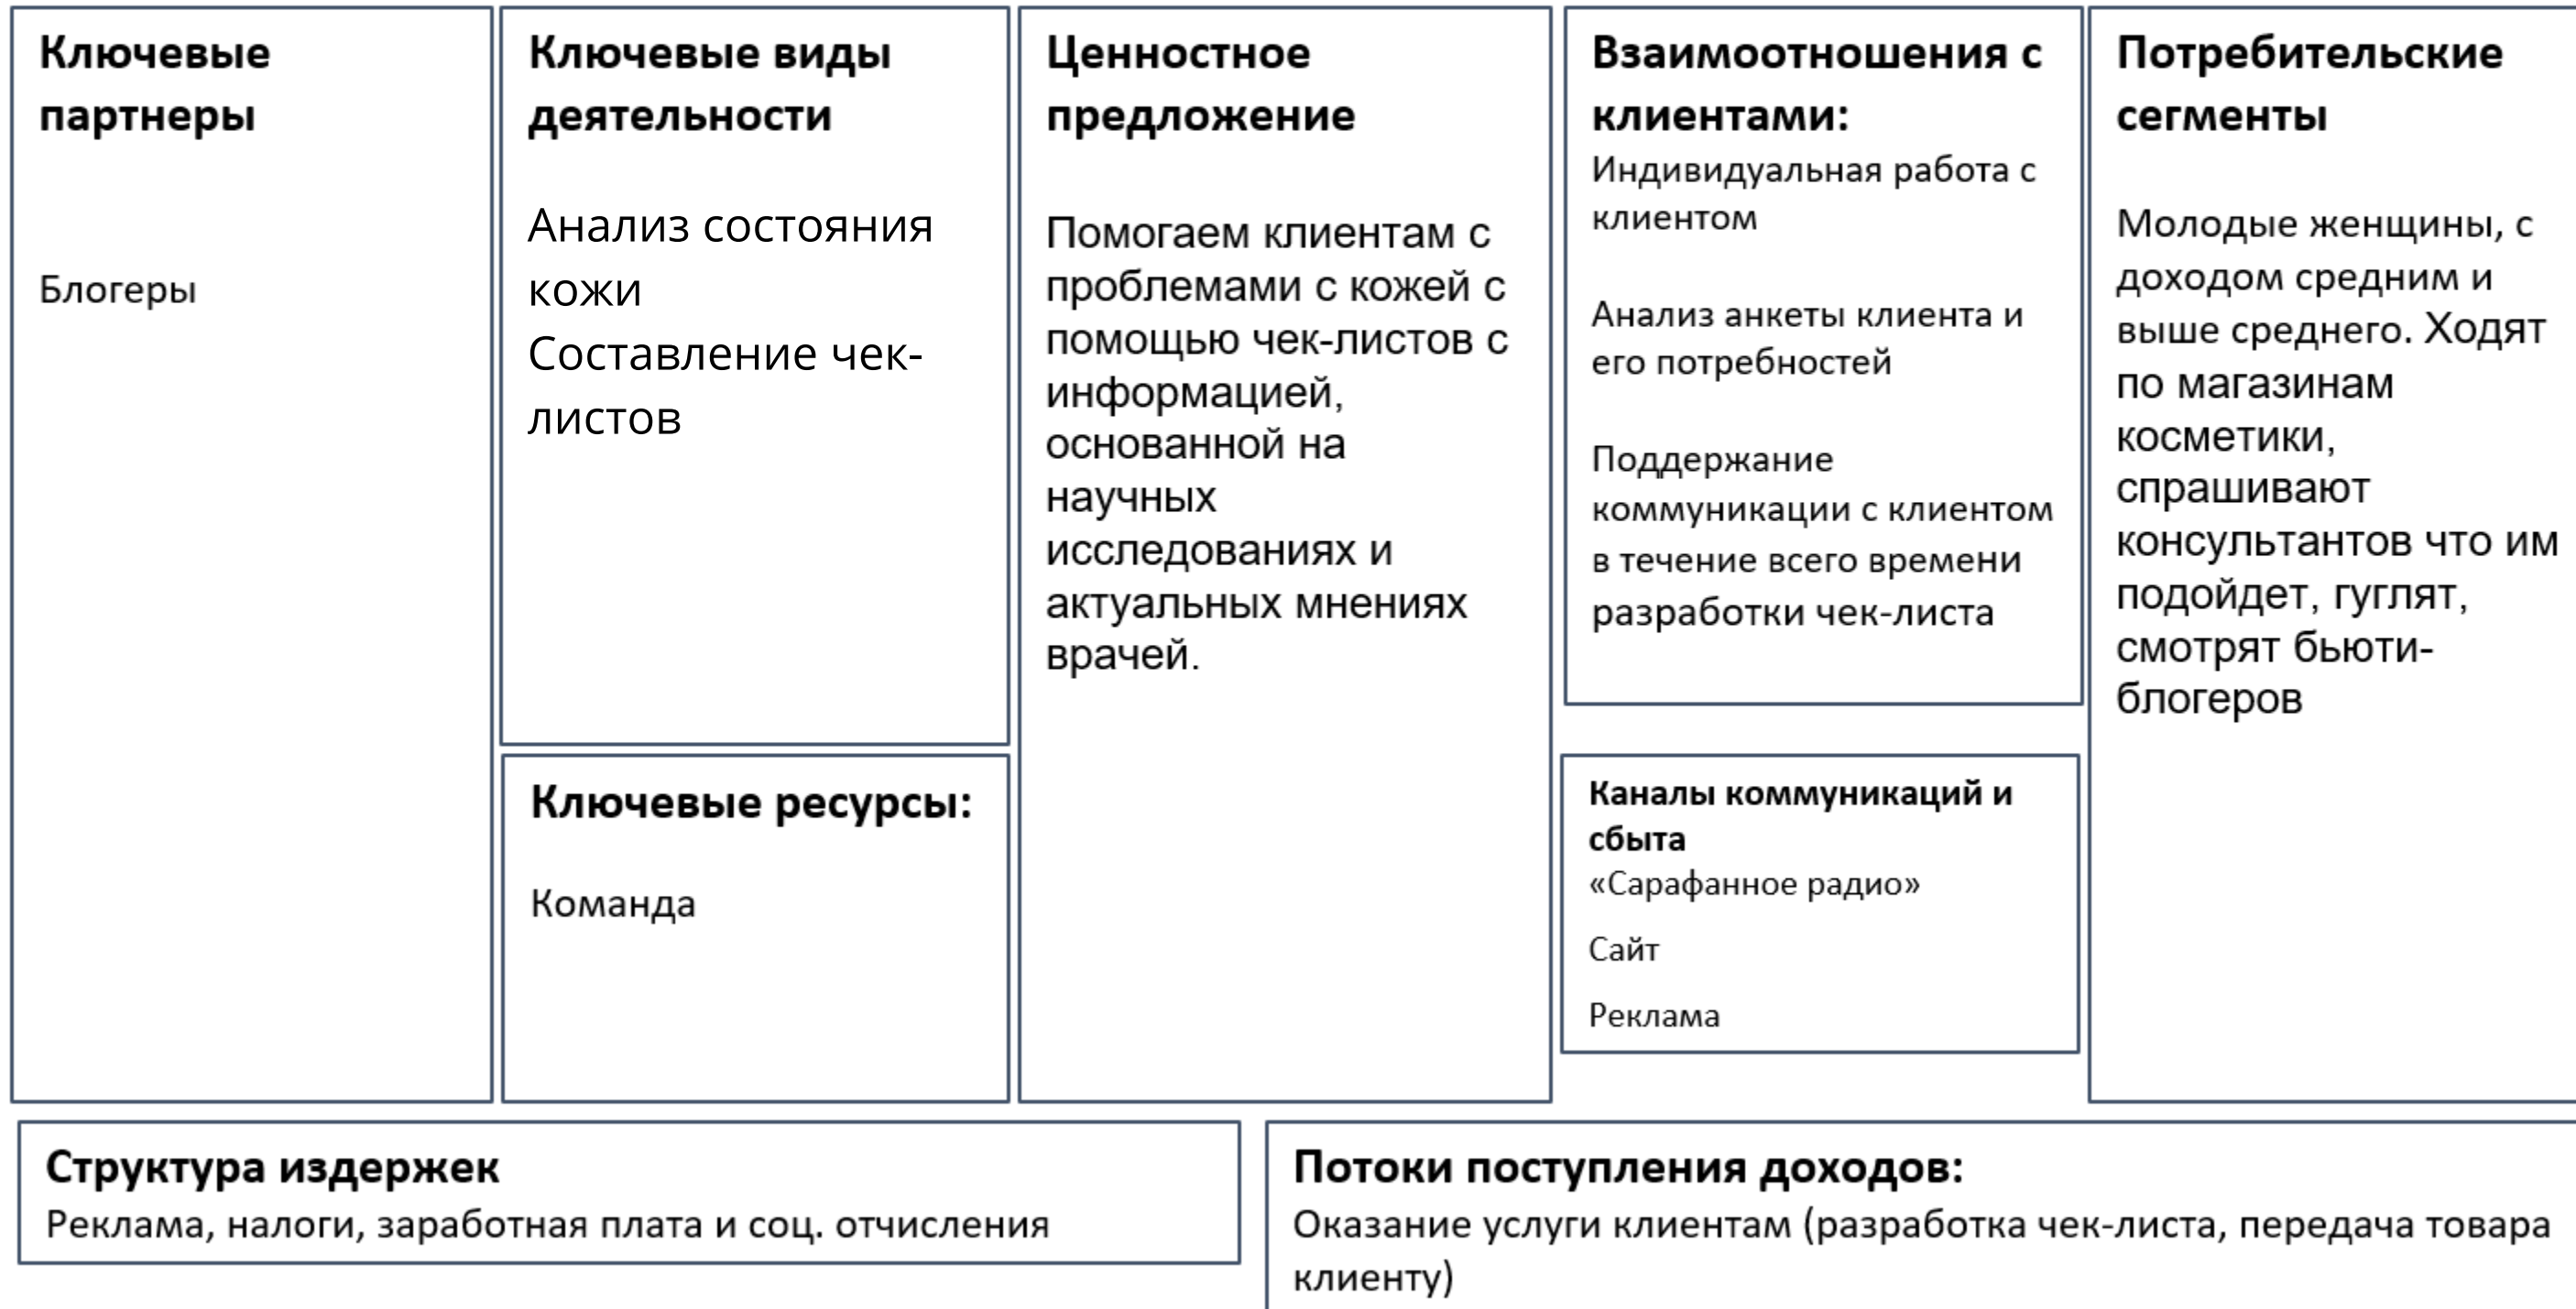 Ключевые
партнеры
Блогеры
Ключевые виды
деятельности
Анализ состояния
кожи
Составление чек-
листов
Ключевые ресурсы:
Команда
Ценностное
предложение
Помогаем клиентам с
проблемами с кожей с
помощью чек-листов с
информацией,
основанной на
научных
исследованиях и
актуальных мнениях
врачей.
Взаимоотношения с
клиентами:
Индивидуальная работа с
клиентом
Анализ анкеты клиента и
его потребностей
Поддержание
коммуникации с клиентом
в течение всего времени
разработки чек-листа
Каналы коммуникаций и
сбыта
«Сарафанное радио»
Сайт
Реклама
Потребительские
сегменты
Молодые женщины, с
доходом средним и
выше среднего. Ходят
по магазинам
косметики,
спрашивают
консультантов что им
подойдет, гуглят,
смотрят бьюти-
блогеров
Структура издержек
Реклама, налоги, заработная плата и соц. отчисления
Потоки поступления доходов:
Оказание услуги клиентам (разработка чек-листа, передача товара
клиенту)